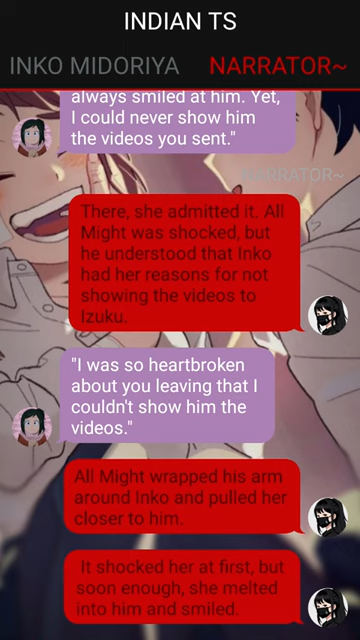 INDIAN TS
INKO MIDORIYA NARRATOR~
always smiled at him. Yet,
I could never show him
the videos you sent."
NARRATOR~
There, she admitted it. All
Might was shocked, but
he understood that Inko
had her reasons for not
showing the videos to
Izuku.
"I was so heartbroken
about you leaving that I
couldn't show him the
videos."
All Might wrapped his arm
around Inko and pulled her
closer to him.
It shocked her at first, but
soon enough, she melted
into him and smiled.